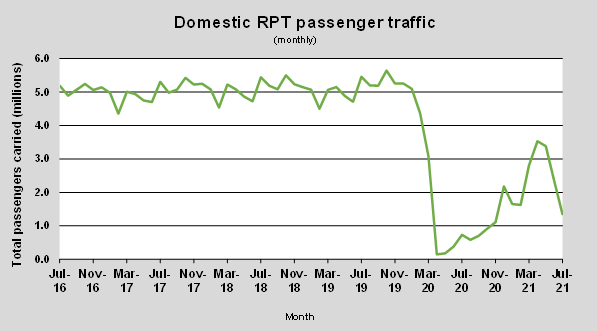 Domestic RPT passenger traffic
(monthly)
Total passengers carried (millions)
6.0
5.0
4.0
3.0
2.0
1.0
0.0
Jul- Nov- Mar- Jul- Nov- Mar- Jul- Nov- Mar- Jul- Nov- Mar- Jul- Nov- Mar- Jul-
16 16 17 17 17 18 18 18 19 19 19 20 20 20 21 21
Month